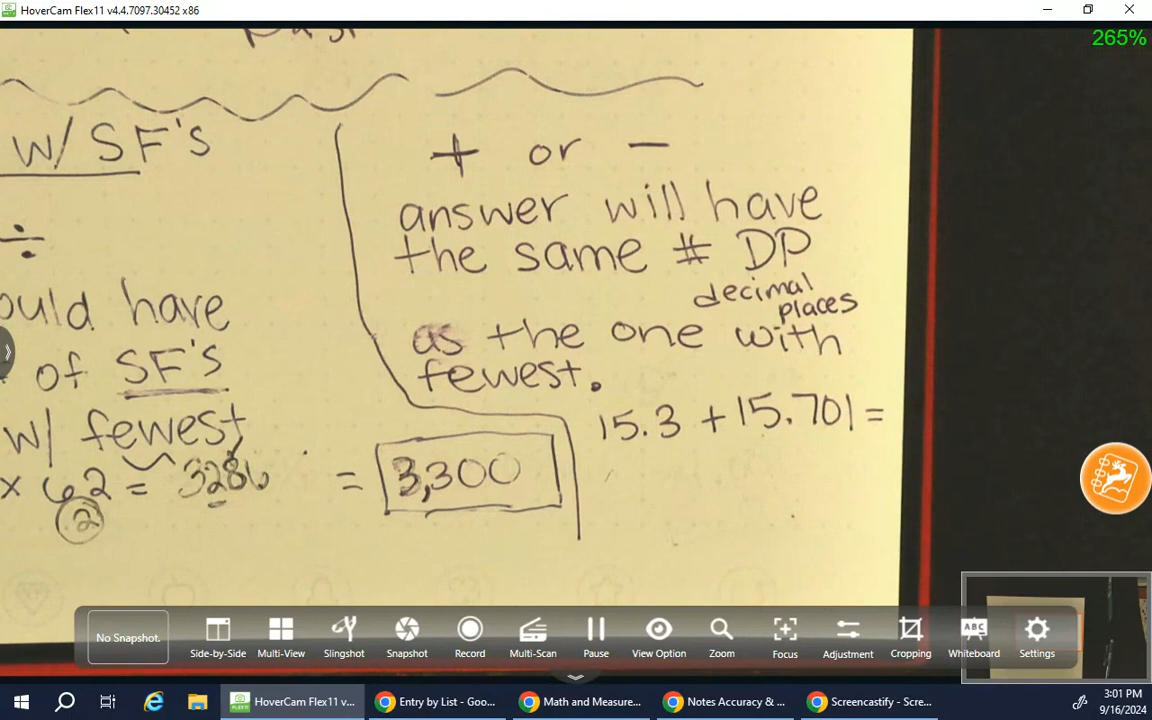 HoverCam Flex11 v4.4.7097.30452 x86
265%
W/ SF's
÷
ould have
of SF's
w/ fewest
x 62 = 3286 = 3,300
2
+ or -
answer will have
the same # DP
decimal
places
as the one with
fewest.
15.3 + 15.701 =
No Snapshot.
Side-by-Side
Multi-View
Slingshot
Snapshot
Record
Multi-Scan
Pause
View Option
Zoom
Focus
Adjustment
Cropping
ABC
Whiteboard
Settings
HoverCam Flex11 v...
Entry by List - Goo...
Math and Measure...
Notes Accuracy & ...
Screencastify - Scre...
3:01 PM
9/16/2024